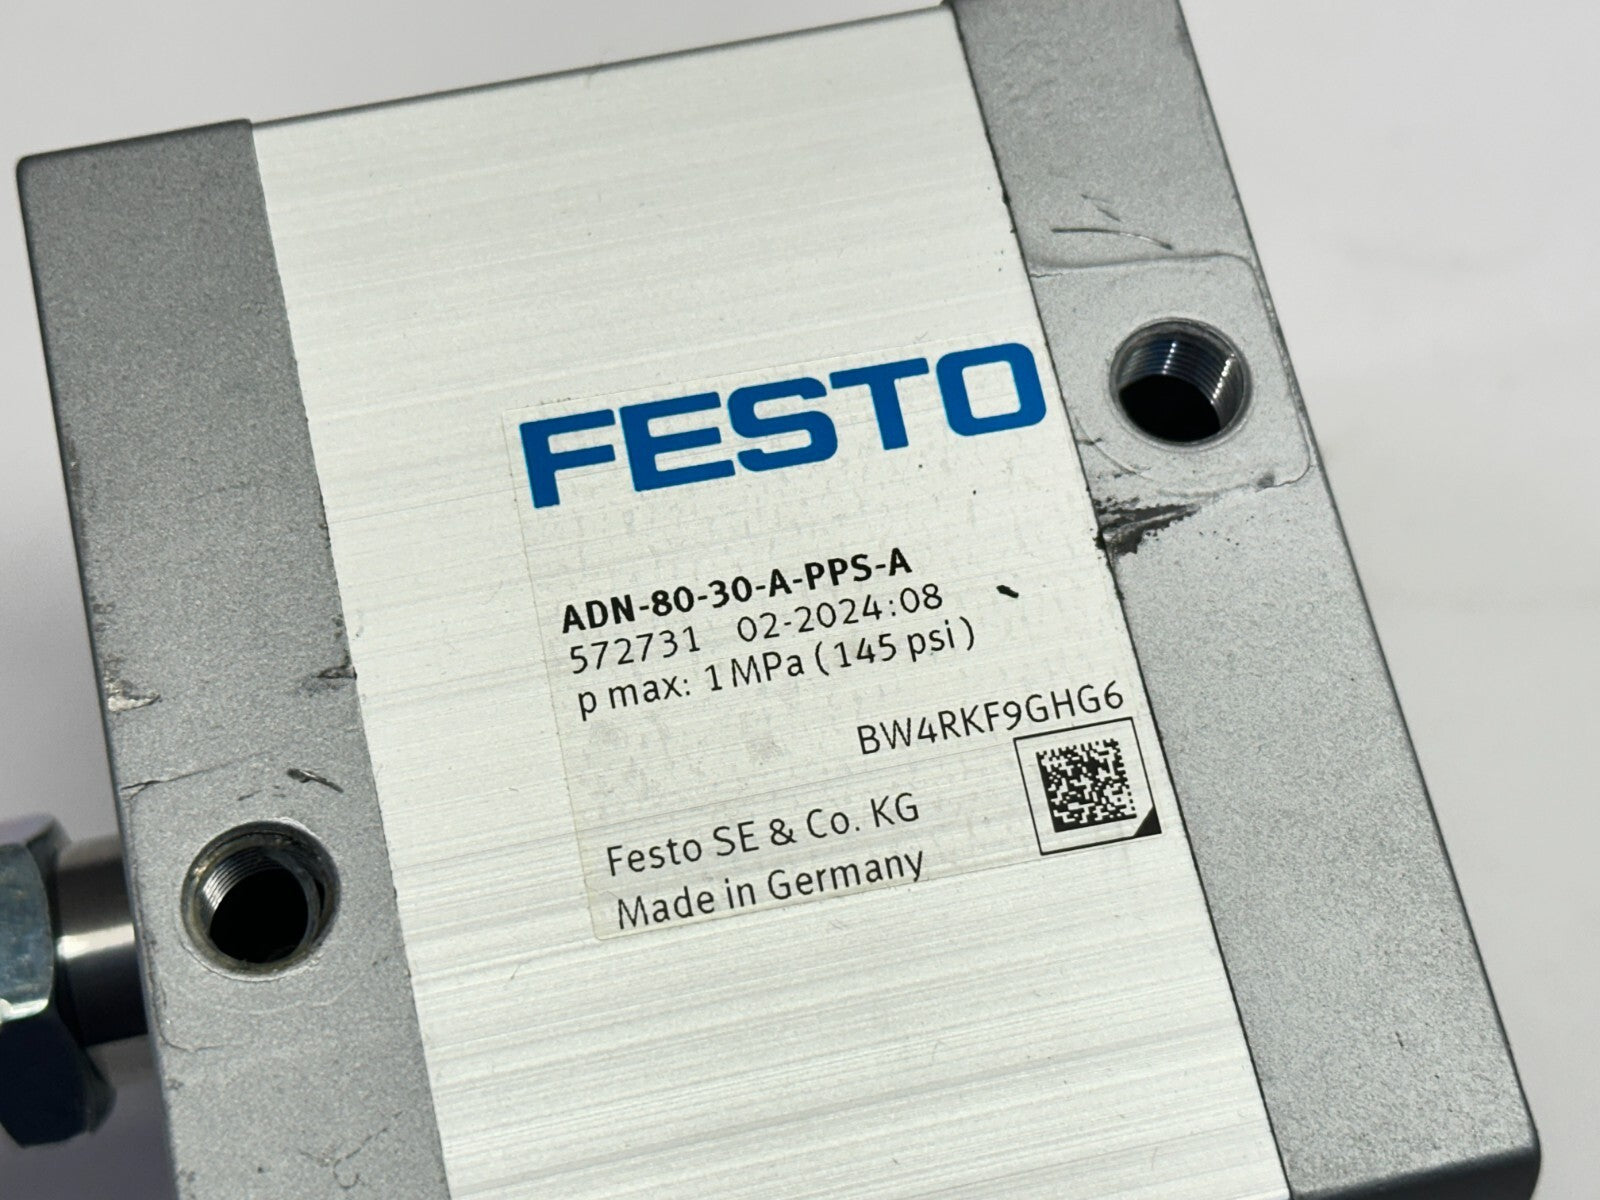 FESTO
ADN-80-30-A-PPS-A
572731 02-2024:08
p max: 1 MPa (145 psi)
BW4RKF9GHG6
Festo SE & Co. KG
Made in Germany